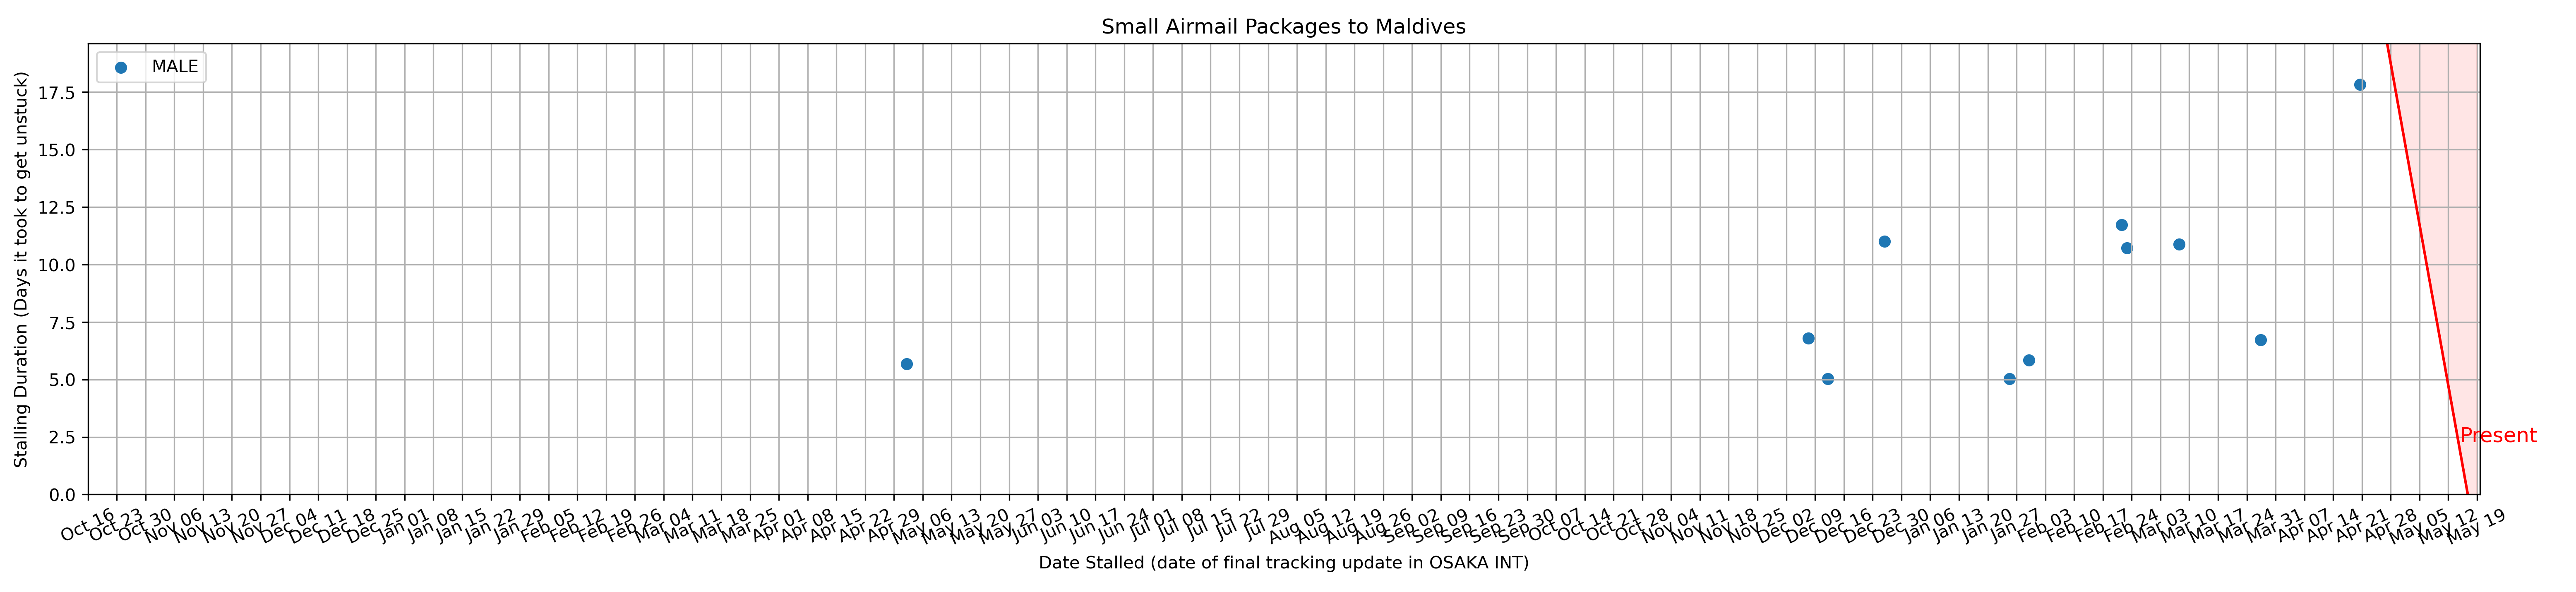 Small Airmail Packages to Maldives
MALE
Stalling Duration (Days it took to get unstuck)
17.5
15.0
12.5
10.0
7.5
5.0
2.5
0.0
Present
Oct 16
Oct 23
Oct 30
Nov 06
Nov 13
Nov 20
Nov 27
Dec 04
Dec 11
Dec 18
Dec 25
Jan 01
Jan 08
Jan 15
Jan 22
Jan 29
Feb 05
Feb 12
Feb 19
Feb 26
Mar 04
Mar 11
Mar 18
Mar 25
Apr 01
Apr 08
Apr 15
Apr 22
Apr 29
May 06
May 13
May 20
May 27
Jun 03
Jun 10
Jun 17
Jun 24
Jul 01
Jul 08
Jul 15
Jul 22
Jul 29
Aug 05
Aug 12
Aug 19
Aug 26
Sep 02
Sep 09
Sep 16
Sep 23
Sep 30
Oct 07
Oct 14
Oct 21
Oct 28
Nov 04
Nov 11
Nov 18
Nov 25
Dec 02
Dec 09
Dec 16
Dec 23
Dec 30
Jan 06
Jan 13
Jan 20
Jan 27
Feb 03
Feb 10
Feb 17
Feb 24
Mar 03
Mar 10
Mar 17
Mar 24
Mar 31
Apr 07
Apr 14
Apr 21
Apr 28
May 05
May 12
May 19
Date Stalled (date of final tracking update in OSAKA INT)